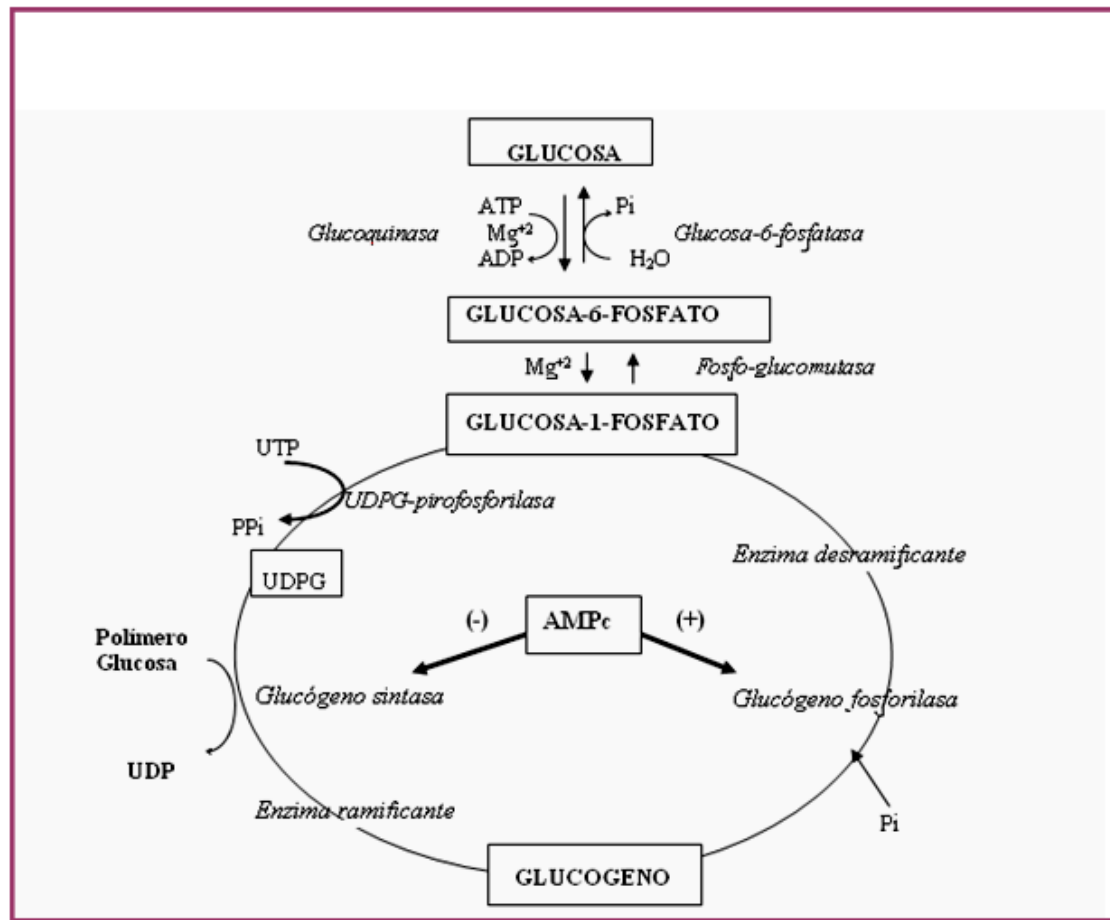 GLUCOSA
ATP
Pi
Glucoquinasa
Mg+2
Glucosa-6-fosfatasa
ADP
H₂O
GLUCOSA-6-FOSFATO
Mg+2
Fosfo-glucomutasa
GLUCOSA-1-FOSFATO
UTP
UDPG-pirofosforilasa
PPi
Enzima desramificante
UDPG
(-)
AMPc
(+)
Polímero
Glucosa
Glucógeno sintasa
Glucógeno fosforilasa
UDP
Enzima ramificante
Pi
GLUCOGENO